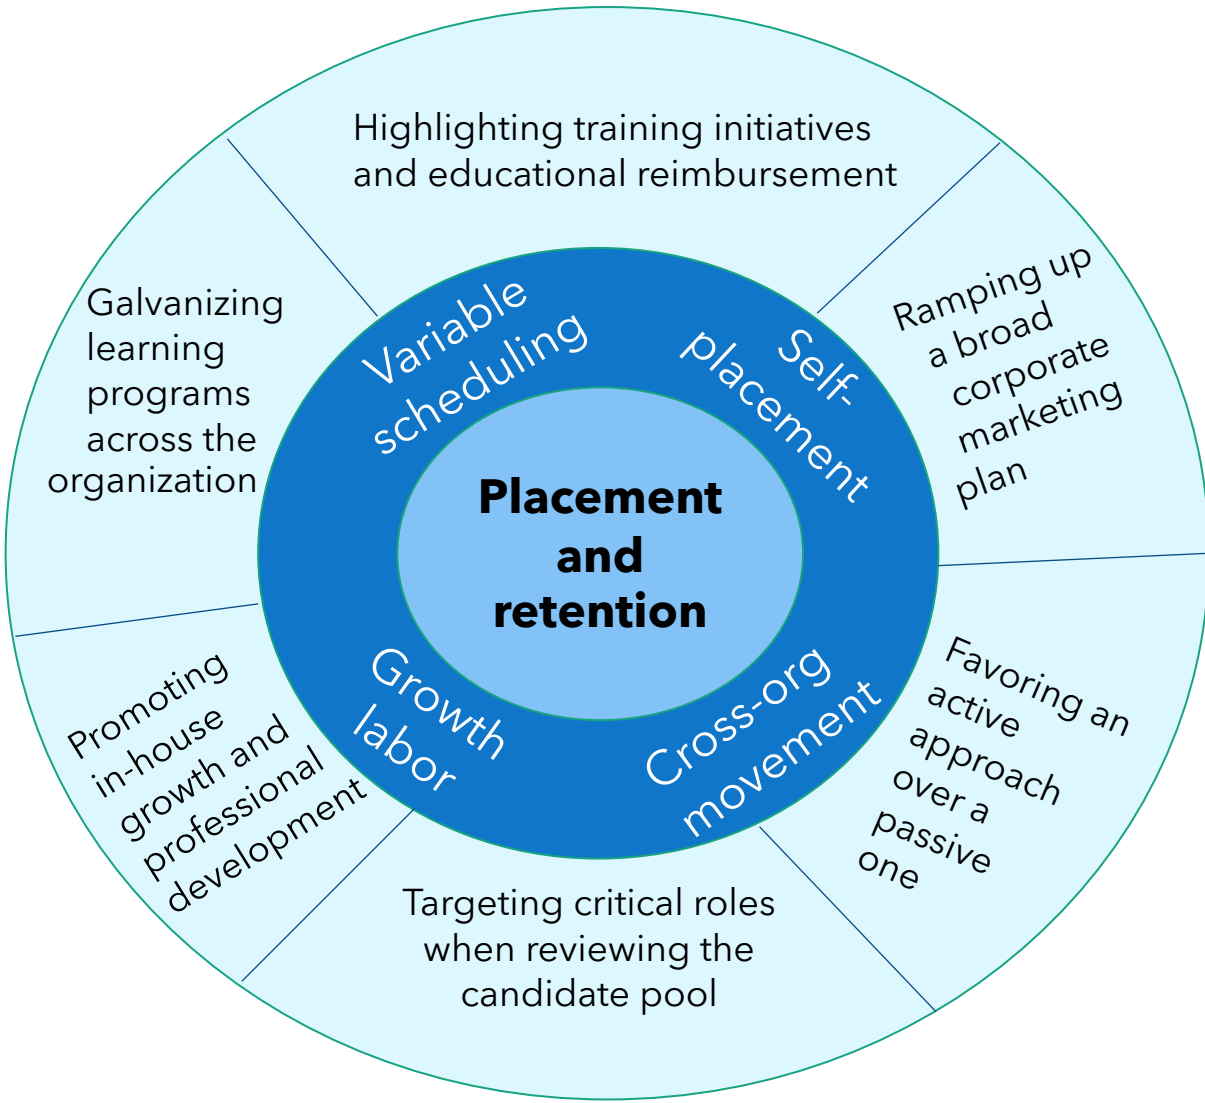 Highlighting training initiatives
and educational reimbursement
Ramping up
a broad
corporate
marketing
plan
Favoring an
active
approach
over a
passive
one
Targeting critical roles
when reviewing the
candidate pool
Promoting
in-house
growth and
professional
development
Galvanizing
learning
programs
across the
organization
Variable
scheduling
Self-
placement
Cross-org
movement
Growth
labor
Placement
and
retention